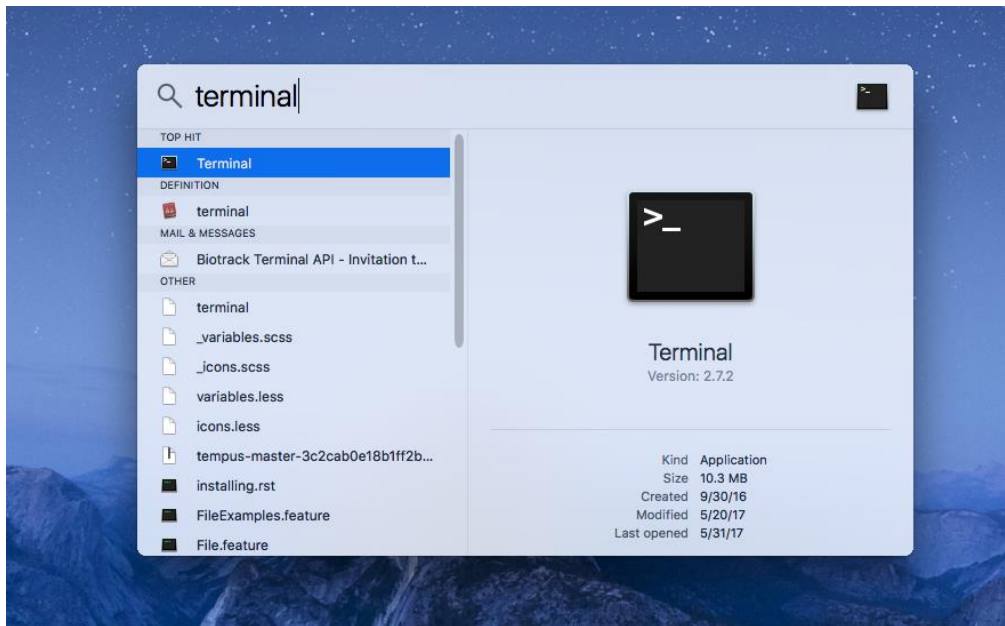 terminal
TOP HIT
Terminal
DEFINITION
terminal
MAIL & MESSAGES
Biotrack Terminal API - Invitation t...
OTHER
terminal
_variables.scss
_icons.scss
variables.less
icons.less
tempus-master-3c2cab0e18b1ff2b...
installing.rst
FileExamples.feature
File.feature
>_
Terminal
Version: 2.7.2
Kind Application
Size 10.3 MB
Created 9/30/16
Modified 5/20/17
Last opened 5/31/17